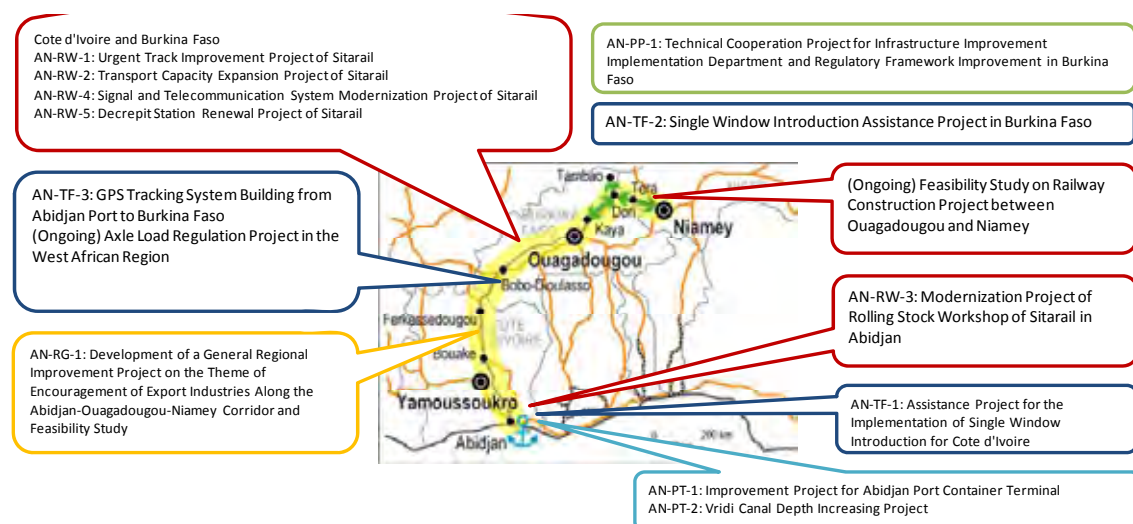 Cote d'Ivoire and Burkina Faso
AN-RW-1: Urgent Track Improvement Project of Sitarail
AN-RW-2: Transport Capacity Expansion Project of Sitarail
AN-RW-4: Signal and Telecommunication System Modernization Project of Sitarail
AN-RW-5: Decrepit Station Renewal Project of Sitarail
AN-PP-1: Technical Cooperation Project for Infrastructure Improvement
Implementation Department and Regulatory Framework Improvement in Burkina
Faso
AN-TF-2: Single Window Introduction Assistance Project in Burkina Faso
AN-TF-3: GPS Tracking System Building from
Abidjan Port to Burkina Faso
(Ongoing) Axle Load Regulation Project in the
West African Region
(Ongoing) Feasibility Study on Railway
Construction Project between
Ouagadougou and Niamey
AN-RW-3: Modernization Project of
Rolling Stock Workshop of Sitarail in
Abidjan
AN-RG-1: Development of a General Regional
Improvement Project on the Theme of
Encouragement of Export Industries Along the
Abidjan-Ouagadougou-Niamey Corridor and
Feasibility Study
AN-TF-1: Assistance Project for the
Implementation of Single Window
Introduction for Cote d'Ivoire
AN-PT-1: Improvement Project for Abidjan Port Container Terminal
AN-PT-2: Vridi Canal Depth Increasing Project
Tambao
Tera
Dori
Niamey
Kaya
Ouagadougou
Bobo-Dioulasso
Ferkassedougou
Bouake
Yamoussoukro
Abidjan
0 200 km